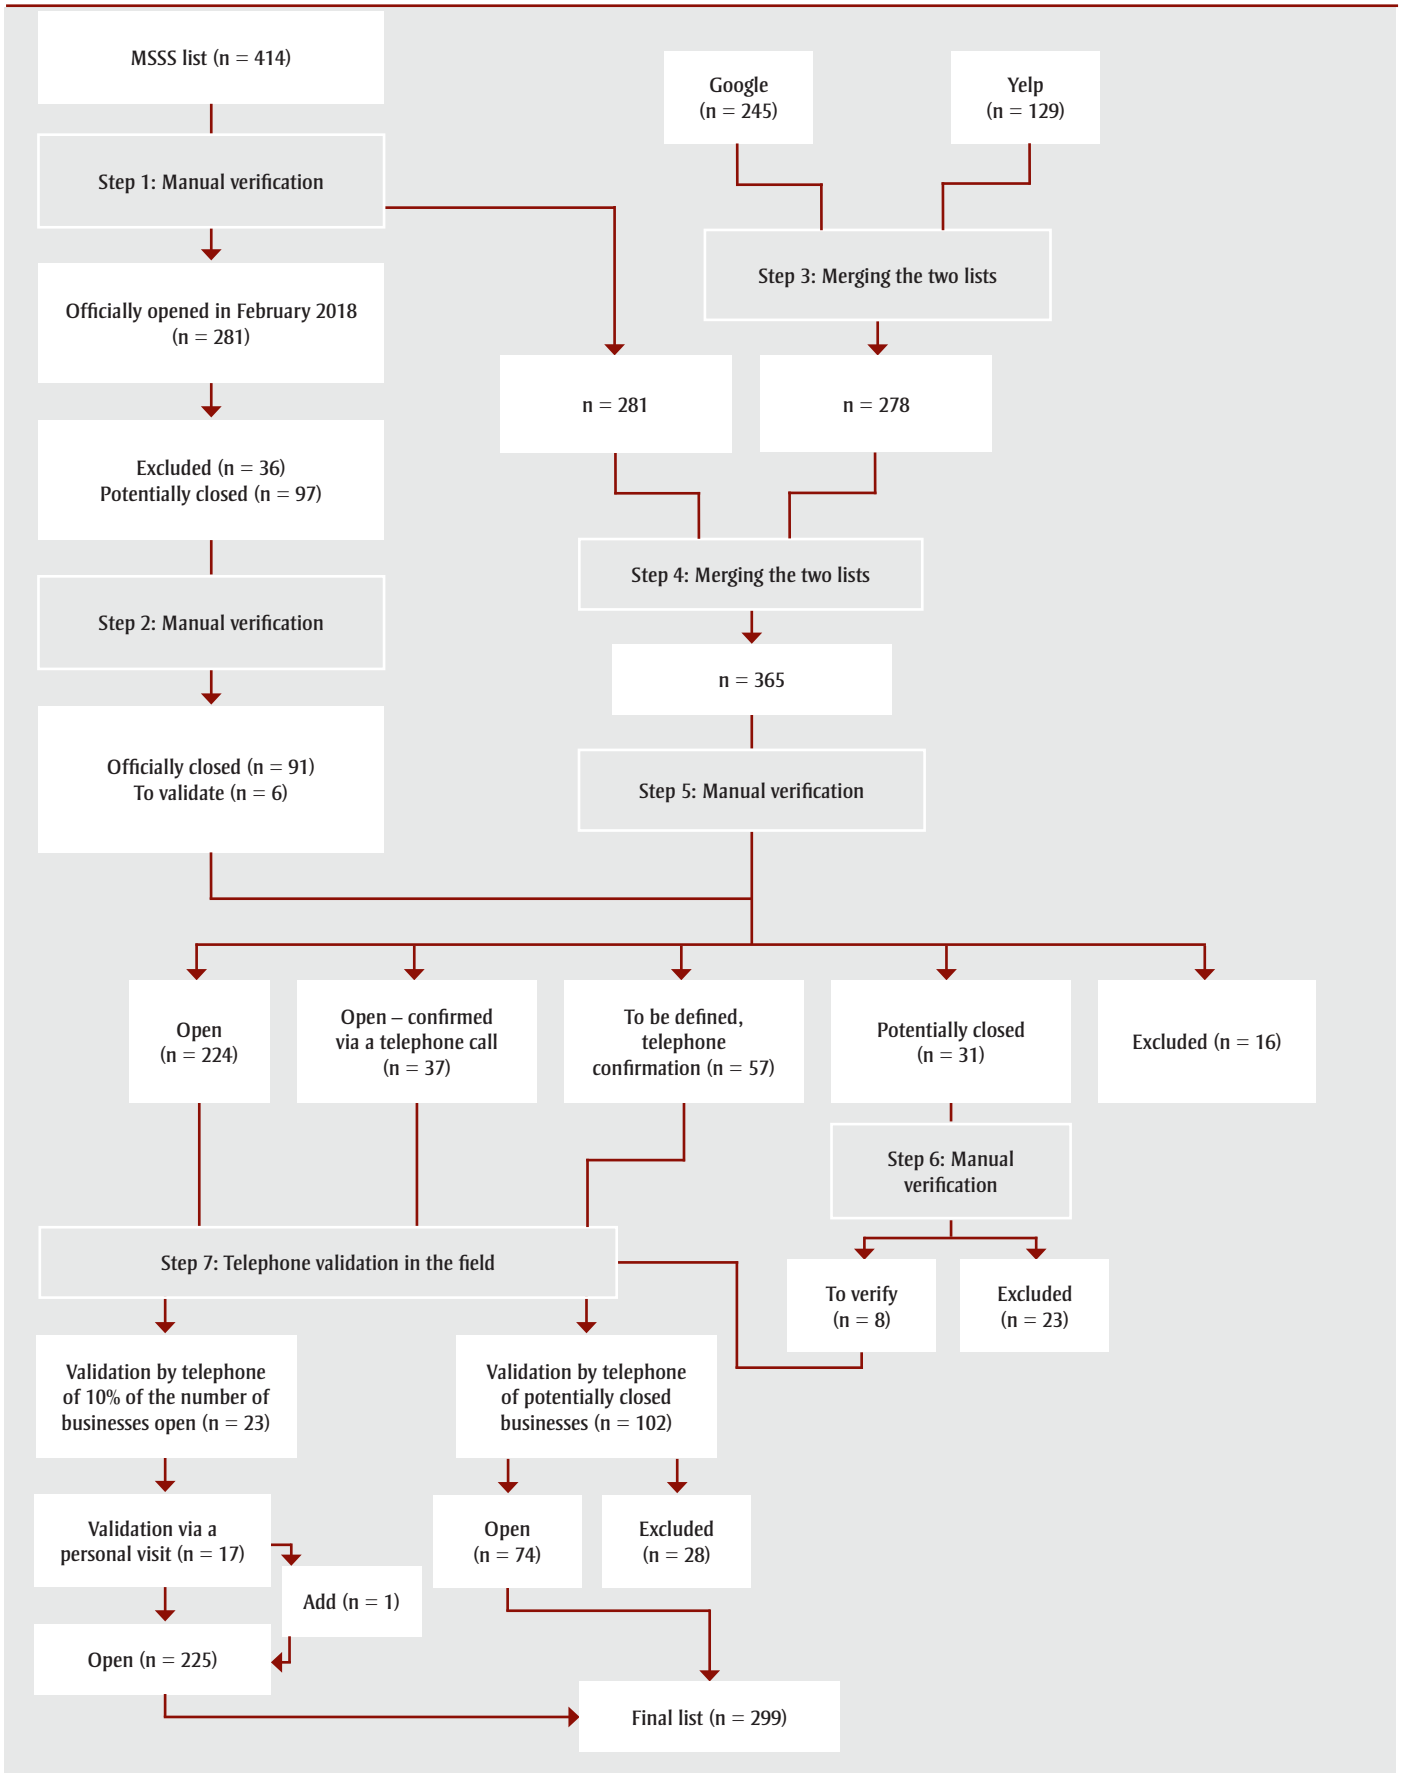 MSSS list (n = 414)
Google
(n = 245)
Yelp
(n = 129)
Step 1: Manual verification
Step 3: Merging the two lists
Officially opened in February 2018
(n = 281)
n = 281
n = 278
Excluded (n = 36)
Potentially closed (n = 97)
Step 4: Merging the two lists
Step 2: Manual verification
n = 365
Officially closed (n = 91)
To validate (n = 6)
Step 5: Manual verification
Open
(n = 224)
Open – confirmed
via a telephone call
(n = 37)
To be defined,
telephone
confirmation (n = 57)
Potentially closed
(n = 31)
Excluded (n = 16)
Step 6: Manual
verification
Step 7: Telephone validation in the field
To verify
(n = 8)
Excluded
(n = 23)
Validation by telephone
of 10% of the number of
businesses open (n = 23)
Validation by telephone
of potentially closed
businesses (n = 102)
Validation via a
personal visit (n = 17)
Open
(n = 74)
Excluded
(n = 28)
Add (n = 1)
Open (n = 225)
Final list (n = 299)